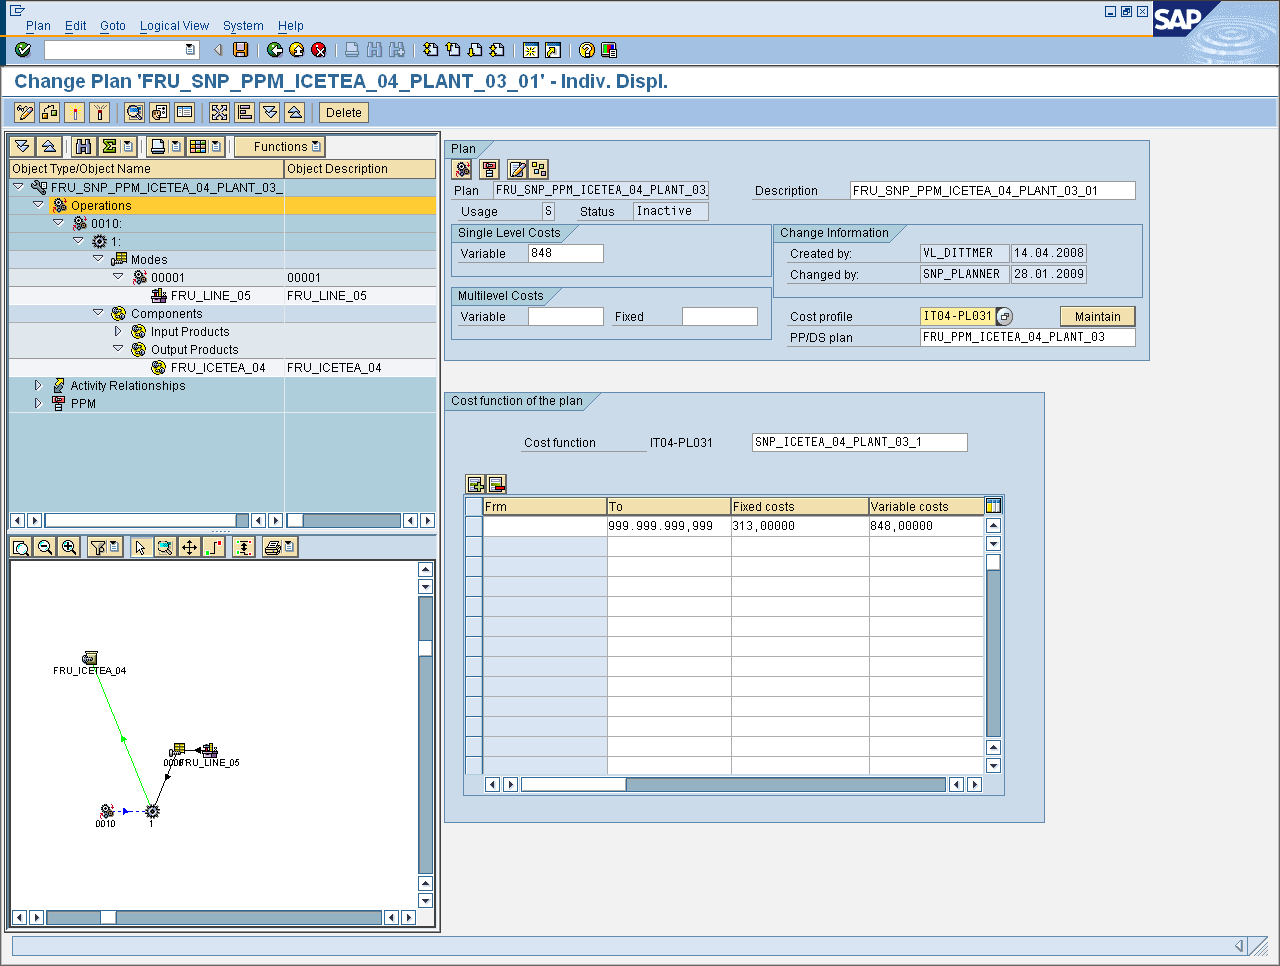 Plan Edit Goto Logical View System Help
SAP
Change Plan 'FRU_SNP_PPM_ICETEA_04_PLANT_03_01' - Indiv. Displ.
Delete
Functions
Object Type/Object Name Object Description
FRU_SNP_PPM_ICETEA_04_PLANT_03_
Operations
0010:
1:
Modes
00001 00001
FRU_LINE_05 FRU_LINE_05
Components
Input Products
Output Products
FRU_ICETEA_04 FRU_ICETEA_04
Activity Relationships
PPM
Plan
Plan FRU_SNP_PPM_ICETEA_04_PLANT_03_ Description FRU_SNP_PPM_ICETEA_04_PLANT_03_01
Usage S Status Inactive
Single Level Costs
Variable 848
Change Information
Created by: VL_DITTMER 14.04.2008
Changed by: SNP_PLANNER 28.01.2009
Multilevel Costs
Variable Fixed
Cost profile IT04-PL031 Maintain
PP/DS plan FRU_PPM_ICETEA_04_PLANT_03
Cost function of the plan
Cost function IT04-PL031 SNP_ICETEA_04_PLANT_03_1
Frm To Fixed costs Variable costs
999.999.999,999 313,00000 848,00000
FRU_ICETEA_04
FRU_LINE_05
0010 1